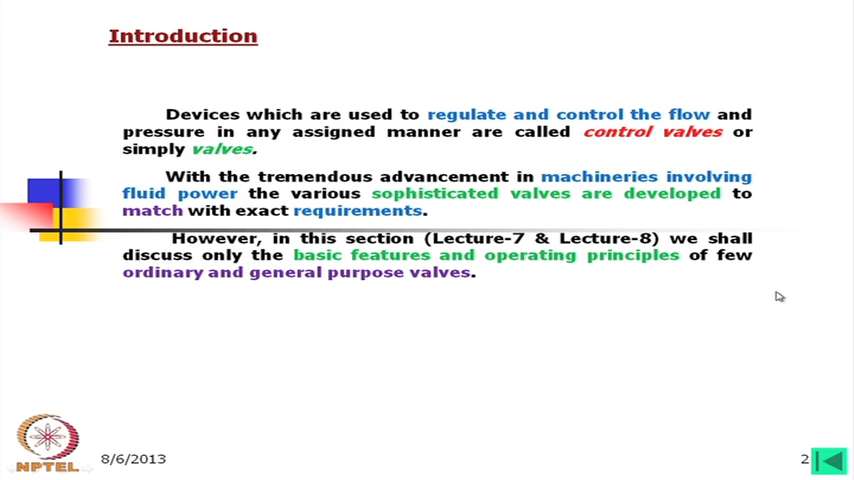 Introduction
Devices which are used to regulate and control the flow and
pressure in any assigned manner are called control valves or
simply valves.
With the tremendous advancement in machineries involving
fluid power the various sophisticated valves are developed to
match with exact requirements.
However, in this section (Lecture-7 & Lecture-8) we shall
discuss only the basic features and operating principles of few
ordinary and general purpose valves.
NPTEL
8/6/2013
2